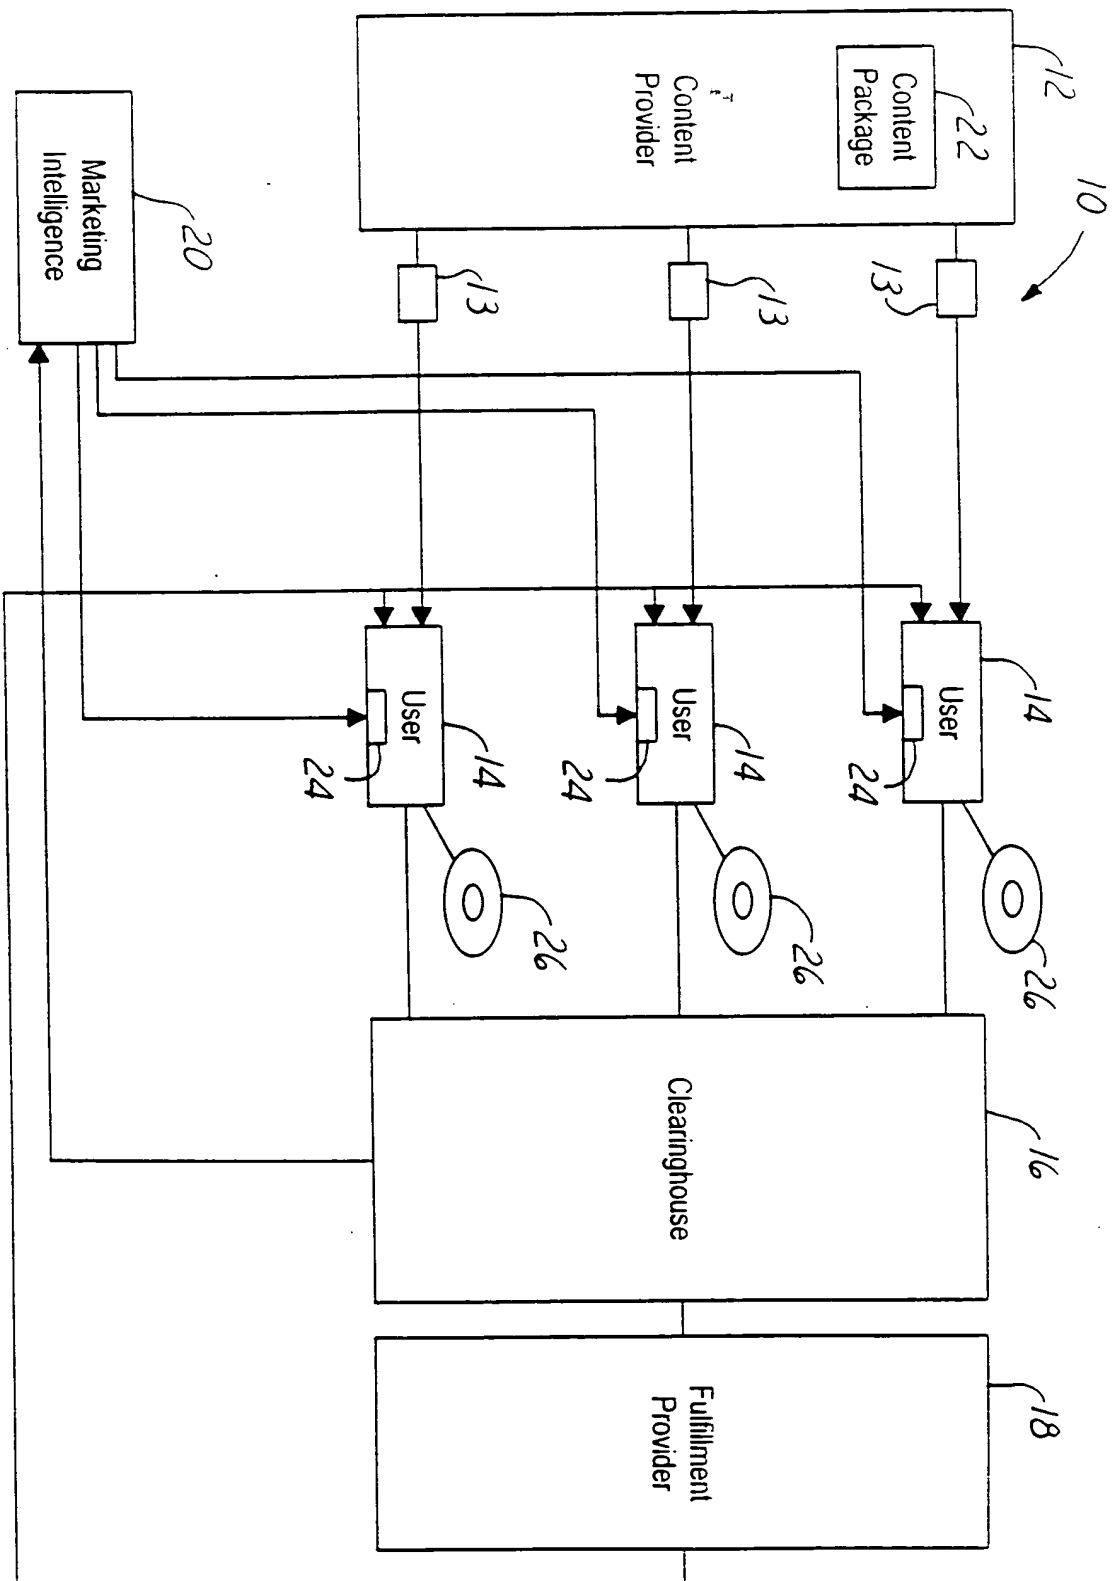 10
12
14
26
16
18
22
Content
Package
13
User
24
26
13
14
Content
Provider
User
Clearinghouse
Fulfillment
Provider
24
26
13
14
User
24
20
Marketing
Intelligence